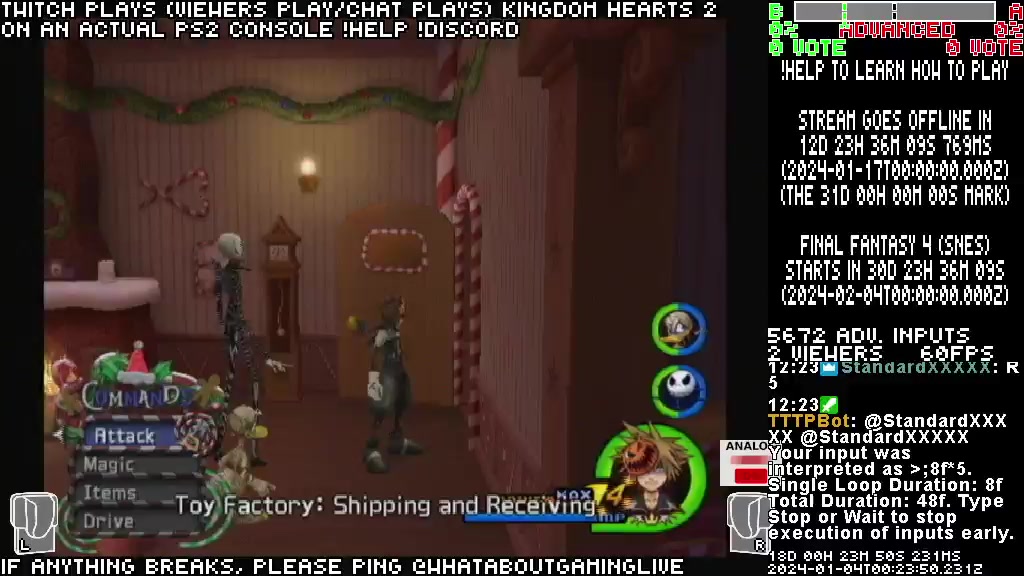 TWITCH PLAYS (VIEWERS PLAY/CHAT PLAYS) KINGDOM HEARTS 2
ON AN ACTUAL PS2 CONSOLE !HELP !DISCORD
B A
0% ADVANCED 0%
0 VOTE 0 VOTE
!HELP TO LEARN HOW TO PLAY
STREAM GOES OFFLINE IN
12D 23H 36M 09S 769MS
(2024-01-17T00:00:00.000Z)
(THE 31D 00H 00M 00S MARK)
FINAL FANTASY 4 (SNES)
STARTS IN 30D 23H 36M 09S
(2024-02-04T00:00:00.000Z)
5672 ADV. INPUTS
2 VIEWERS 60FPS
12:23 StandardXXXXX: R
5
12:23
TTTPBot: @StandardXXX
XX @StandardXXXXX
Your input was
interpreted as >;8f*5.
Single Loop Duration: 8f
Total Duration: 48f. Type
Stop or Wait to stop
execution of inputs early.
18D 00H 23M 50S 231MS
2024-01-04T00:23:50.231Z
COMMANDS
Attack
Magic
Items
Drive
Toy Factory: Shipping and Receiving
MAX 4
MP
ANALO
L
R
IF ANYTHING BREAKS, PLEASE PING @WHATABOUTGAMINGLIVE